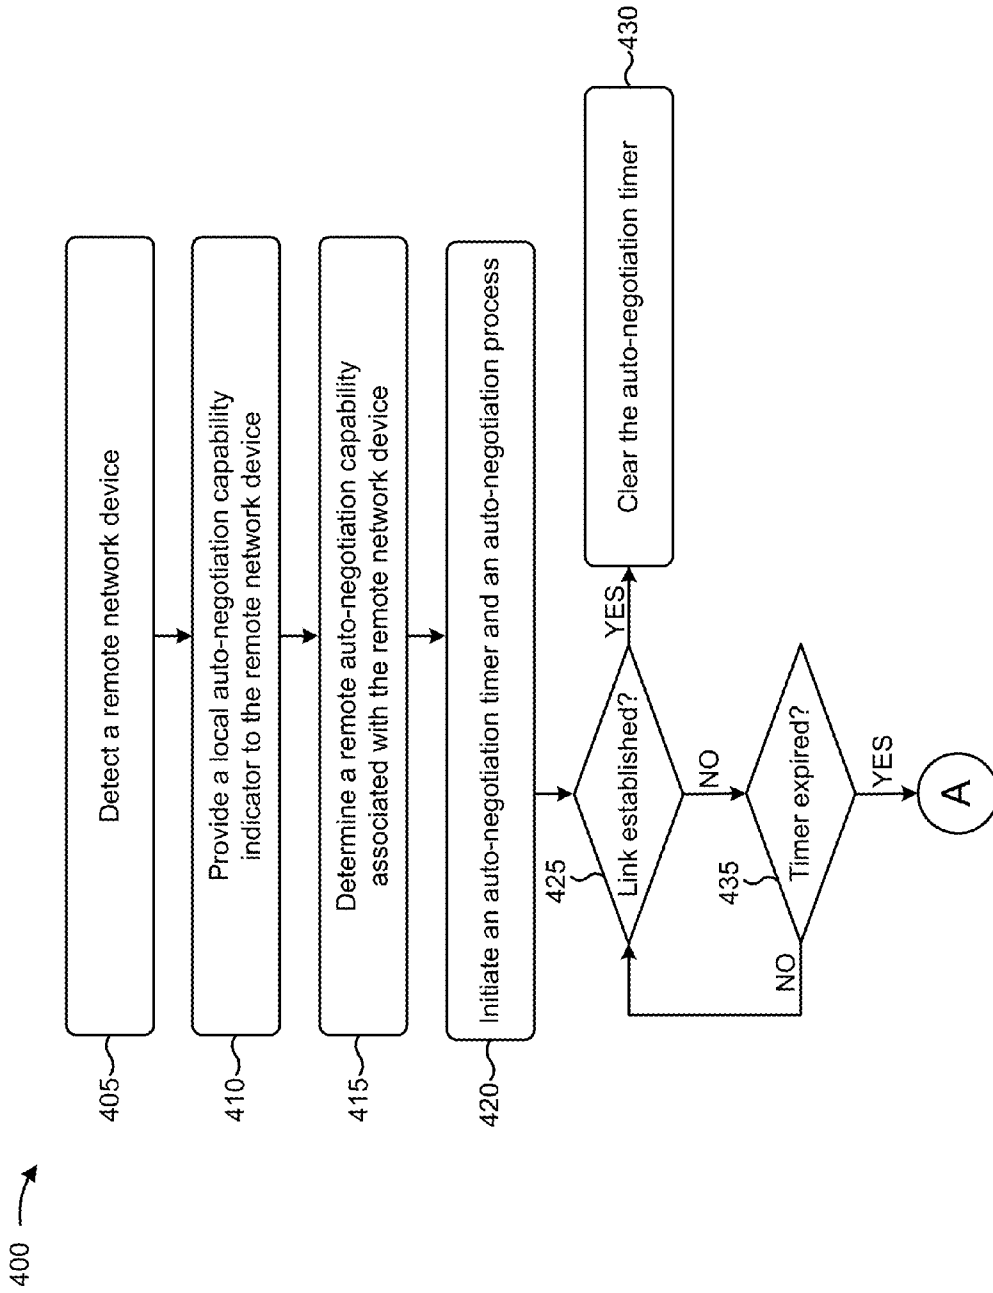 400
405
Detect a remote network device
410
Provide a local auto-negotiation capability
indicator to the remote network device
415
Determine a remote auto-negotiation capability
associated with the remote network device
420
Initiate an auto-negotiation timer and an auto-negotiation process
425
Link established?
YES
Clear the auto-negotiation timer
430
NO
435
Timer expired?
NO
YES
A